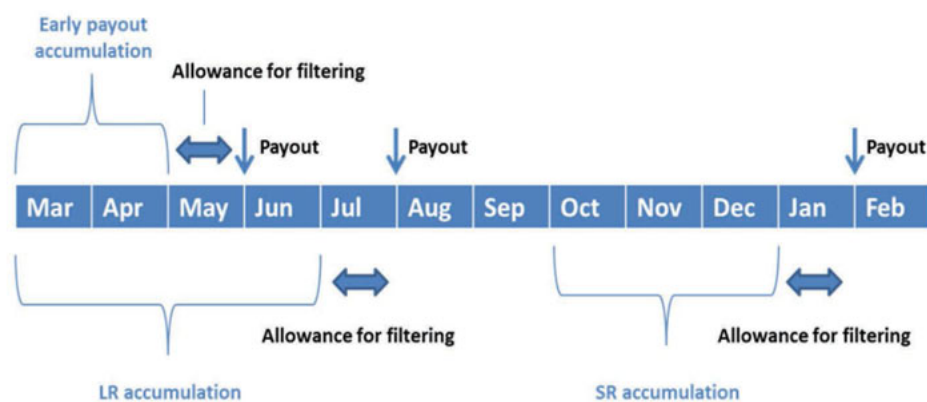 Early payout
accumulation
Allowance for filtering
Payout
Payout
Payout
Mar Apr May Jun Jul Aug Sep Oct Nov Dec Jan Feb
Allowance for filtering
Allowance for filtering
LR accumulation
SR accumulation